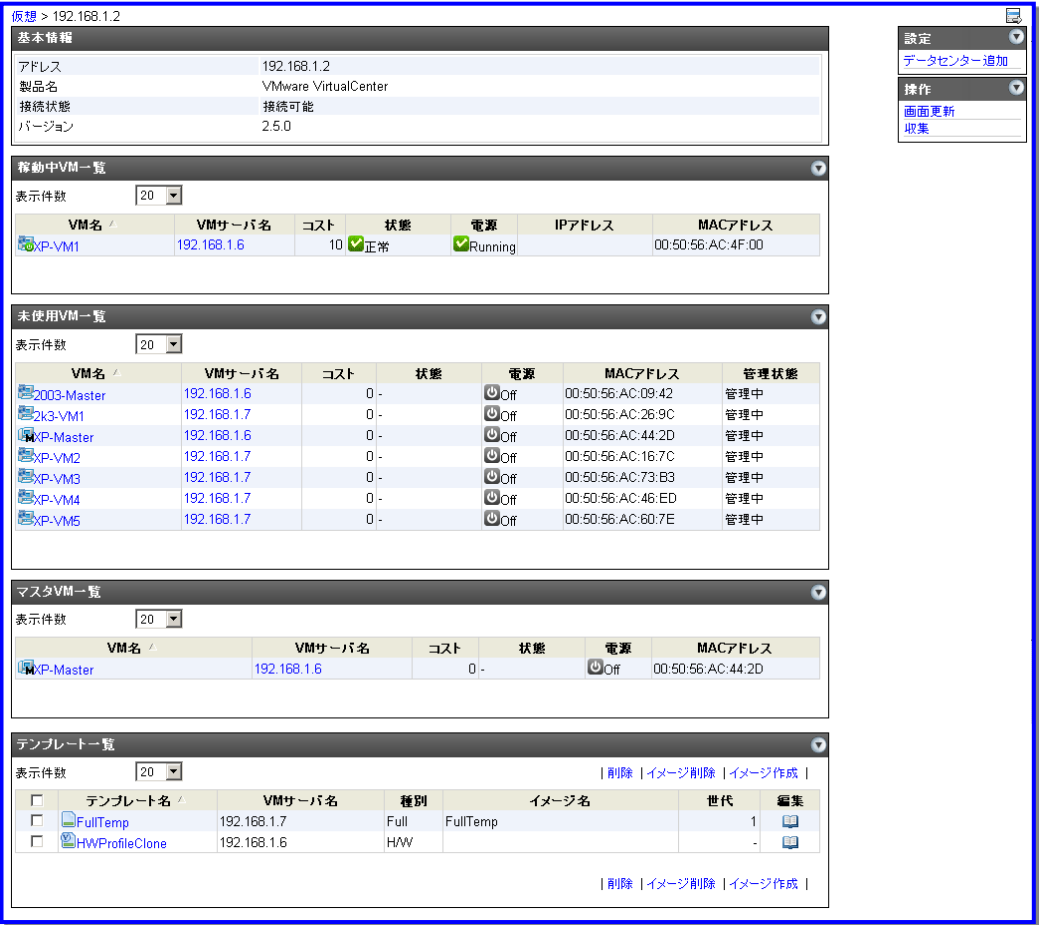 仮想 > 192.168.1.2
基本情報
アドレス 192.168.1.2
製品名 VMware VirtualCenter
接続状態 接続可能
バージョン 2.5.0
設定
データセンター追加
操作
画面更新
収集
稼動中VM一覧
表示件数 20
VM名 VMサーバ名 コスト 状態 電源 IPアドレス MACアドレス
XP-VM1 192.168.1.6 10 正常 Running 00:50:56:AC:4F:00
未使用VM一覧
表示件数 20
VM名 VMサーバ名 コスト 状態 電源 MACアドレス 管理状態
2003-Master 192.168.1.6 0 - Off 00:50:56:AC:09:42 管理中
2k3-VM1 192.168.1.7 0 - Off 00:50:56:AC:26:9C 管理中
XP-Master 192.168.1.6 0 - Off 00:50:56:AC:44:2D 管理中
XP-VM2 192.168.1.7 0 - Off 00:50:56:AC:16:7C 管理中
XP-VM3 192.168.1.7 0 - Off 00:50:56:AC:73:B3 管理中
XP-VM4 192.168.1.7 0 - Off 00:50:56:AC:46:ED 管理中
XP-VM5 192.168.1.7 0 - Off 00:50:56:AC:60:7E 管理中
マスタVM一覧
表示件数 20
VM名 VMサーバ名 コスト 状態 電源 MACアドレス
XP-Master 192.168.1.6 0 - Off 00:50:56:AC:44:2D
テンプレート一覧
表示件数 20 | 削除 | イメージ削除 | イメージ作成 |
テンプレート名 VMサーバ名 種別 イメージ名 世代 編集
FullTemp 192.168.1.7 Full FullTemp 1
HWProfileClone 192.168.1.6 H/W -
| 削除 | イメージ削除 | イメージ作成 |